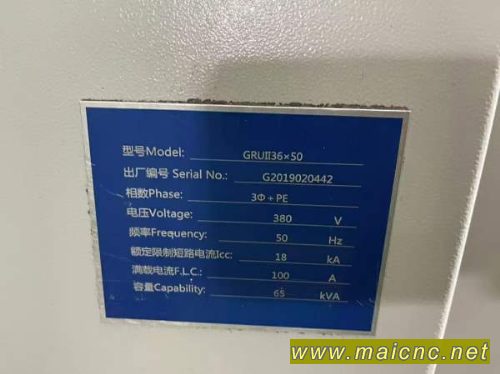 型号Model: GRUII36×50
出厂编号 Serial No.: G2019020442
相数Phase: 3Φ + PE
电压Voltage: 380 V
频率Frequency: 50 Hz
额定限制短路电流Icc: 18 kA
满载电流F.L.C.: 100 A
容量Capability: 65 kVA
www.maicnc.net